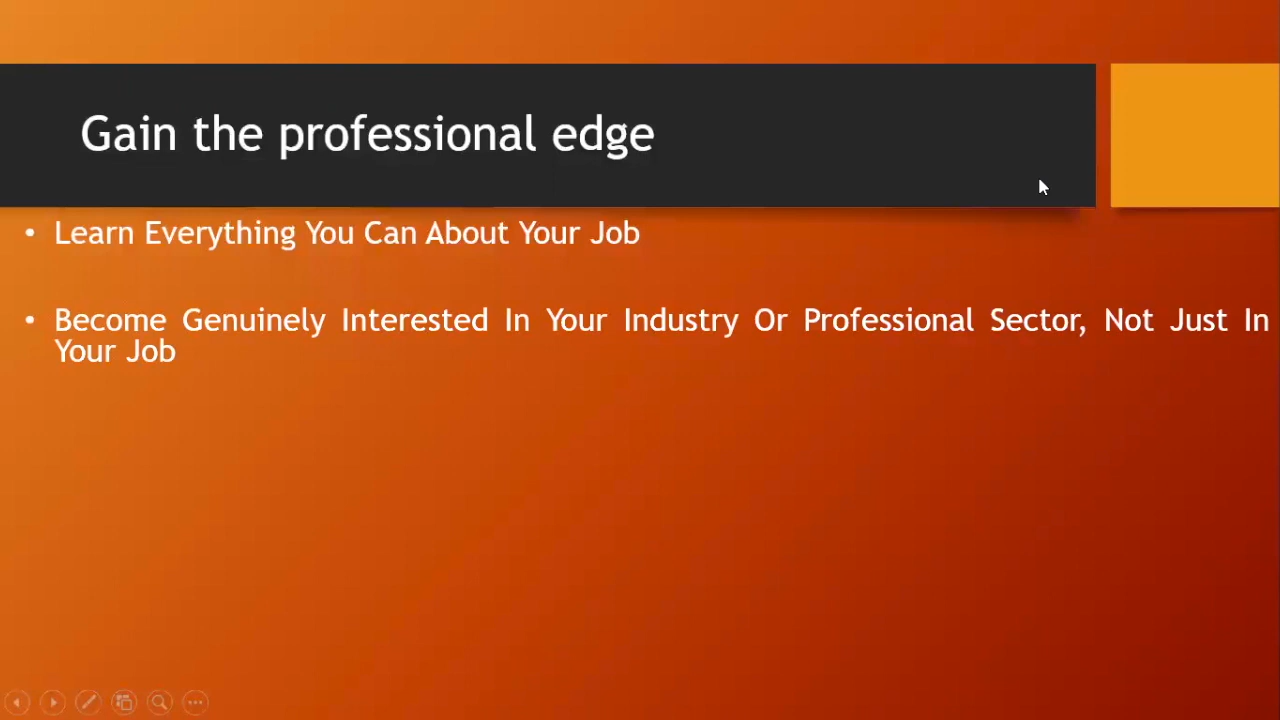 Gain the professional edge
• Learn Everything You Can About Your Job
• Become Genuinely Interested In Your Industry Or Professional Sector, Not Just In
Your Job